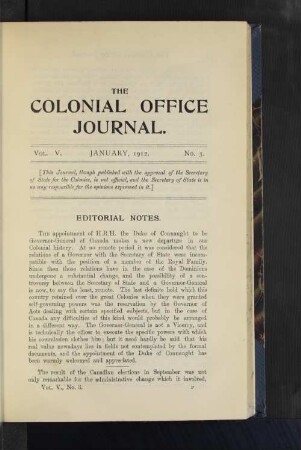 THE
COLONIAL OFFICE
JOURNAL.
VOL. V. JANUARY, 1912. No. 3.
[This Journal, though published with the approval of the Secretary
of State for the Colonies, is not official, and the Secretary of State is in
no way responsible for the opinions expressed in it.]
EDITORIAL NOTES.
THE appointment of H.R.H. the Duke of Connaught to be
Governor-General of Canada makes a new departure in our
Colonial history. At no remote period it was considered that the
relations of a Governor with the Secretary of State were incom-
patible with the position of a member of the Royal Family.
Since then these relations have in the case of the Dominions
undergone a substantial change, and the possibility of a con-
troversy between the Secretary of State and a Governor-General
is now, to say the least, remote. The last definite hold which this
country retained over the great Colonies when they were granted
self-governing powers was the reservation by the Governor of
Acts dealing with certain specified subjects, but in the case of
Canada any difficulties of this kind would probably be arranged
in a different way. The Governor-General is not a Viceroy, and
is technically the officer to execute the specific powers with which
his commission clothes him; but it need hardly be said that his
real value nowadays lies in fields not contemplated by the formal
documents, and the appointment of the Duke of Connaught has
been warmly welcomed and appreciated.
The result of the Canadian elections in September was not
only remarkable for the administrative change which it involved,
VOL. V., No. 3.